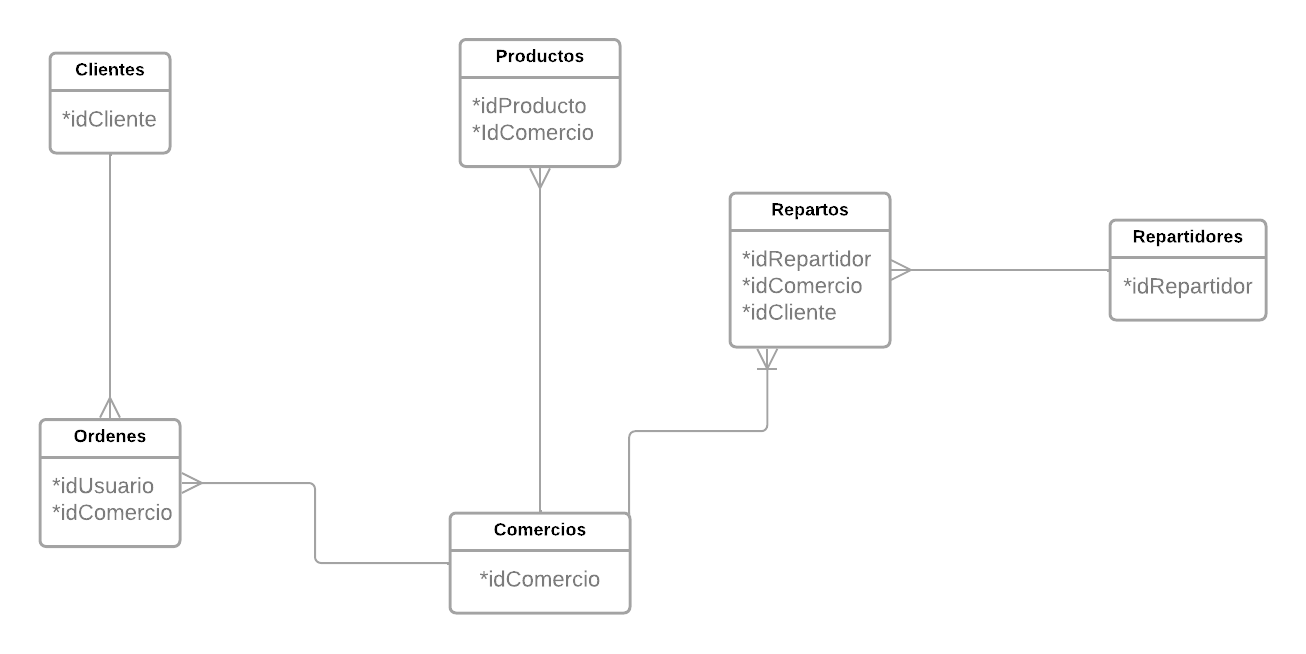 Clientes
*idCliente
Productos
*idProducto
*IdComercio
Repartos
*idRepartidor
*idComercio
*idCliente
Repartidores
*idRepartidor
Ordenes
*idUsuario
*idComercio
Comercios
*idComercio